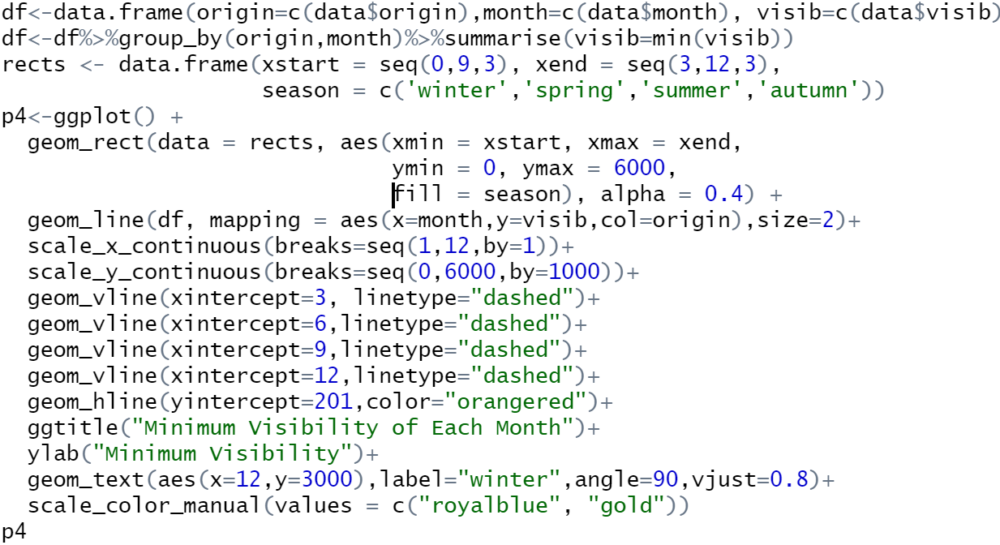 df<-data.frame(origin=c(data$origin),month=c(data$month), visib=c(data$visib)
df<-df%>%group_by(origin,month)%>%summarise(visib=min(visib))
rects <- data.frame(xstart = seq(0,9,3), xend = seq(3,12,3),
                    season = c('winter','spring','summer','autumn'))
p4<-ggplot() +
  geom_rect(data = rects, aes(xmin = xstart, xmax = xend,
                              ymin = 0, ymax = 6000,
                              fill = season), alpha = 0.4) +
  geom_line(df, mapping = aes(x=month,y=visib,col=origin),size=2)+
  scale_x_continuous(breaks=seq(1,12,by=1))+
  scale_y_continuous(breaks=seq(0,6000,by=1000))+
  geom_vline(xintercept=3, linetype="dashed")+
  geom_vline(xintercept=6,linetype="dashed")+
  geom_vline(xintercept=9,linetype="dashed")+
  geom_vline(xintercept=12,linetype="dashed")+
  geom_hline(yintercept=201,color="orangered")+
  ggtitle("Minimum Visibility of Each Month")+
  ylab("Minimum Visibility")+
  geom_text(aes(x=12,y=3000),label="winter",angle=90,vjust=0.8)+
  scale_color_manual(values = c("royalblue", "gold"))
p4